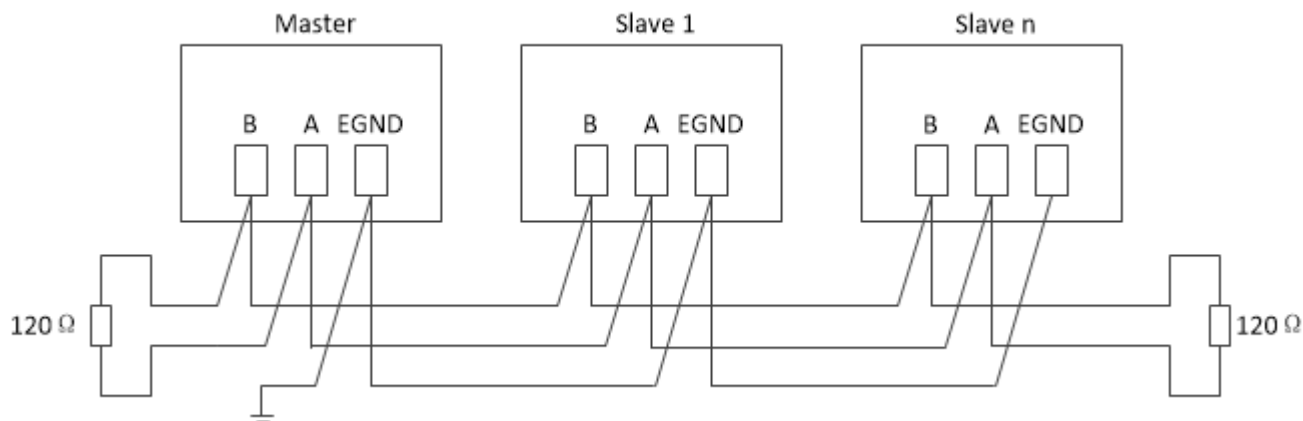 Master Slave 1 Slave n
B A EGND B A EGND B A EGND
120 Ω 120 Ω